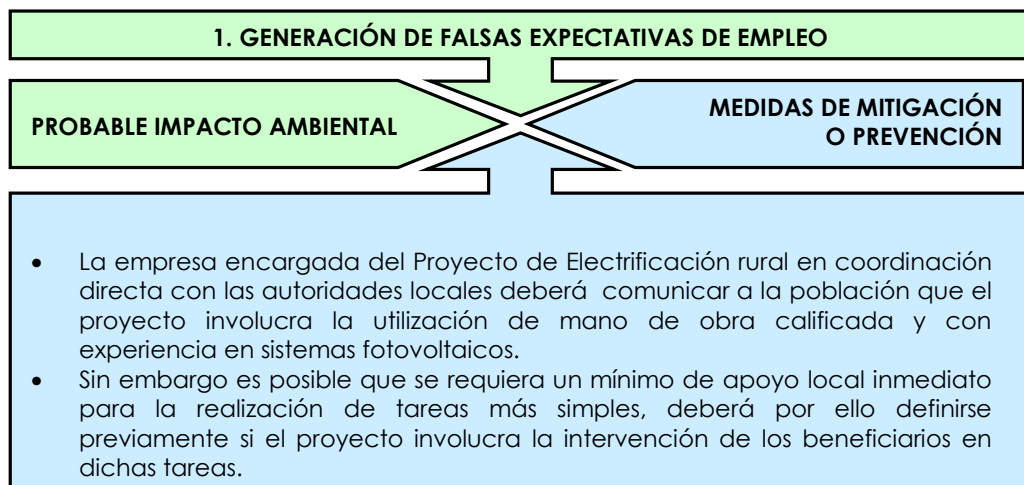 1. GENERACIÓN DE FALSAS EXPECTATIVAS DE EMPLEO
PROBABLE IMPACTO AMBIENTAL
MEDIDAS DE MITIGACIÓN
O PREVENCIÓN
• La empresa encargada del Proyecto de Electrificación rural en coordinación
directa con las autoridades locales deberá comunicar a la población que el
proyecto involucra la utilización de mano de obra calificada y con
experiencia en sistemas fotovoltaicos.
• Sin embargo es posible que se requiera un mínimo de apoyo local inmediato
para la realización de tareas más simples, deberá por ello definirse
previamente si el proyecto involucra la intervención de los beneficiarios en
dichas tareas.